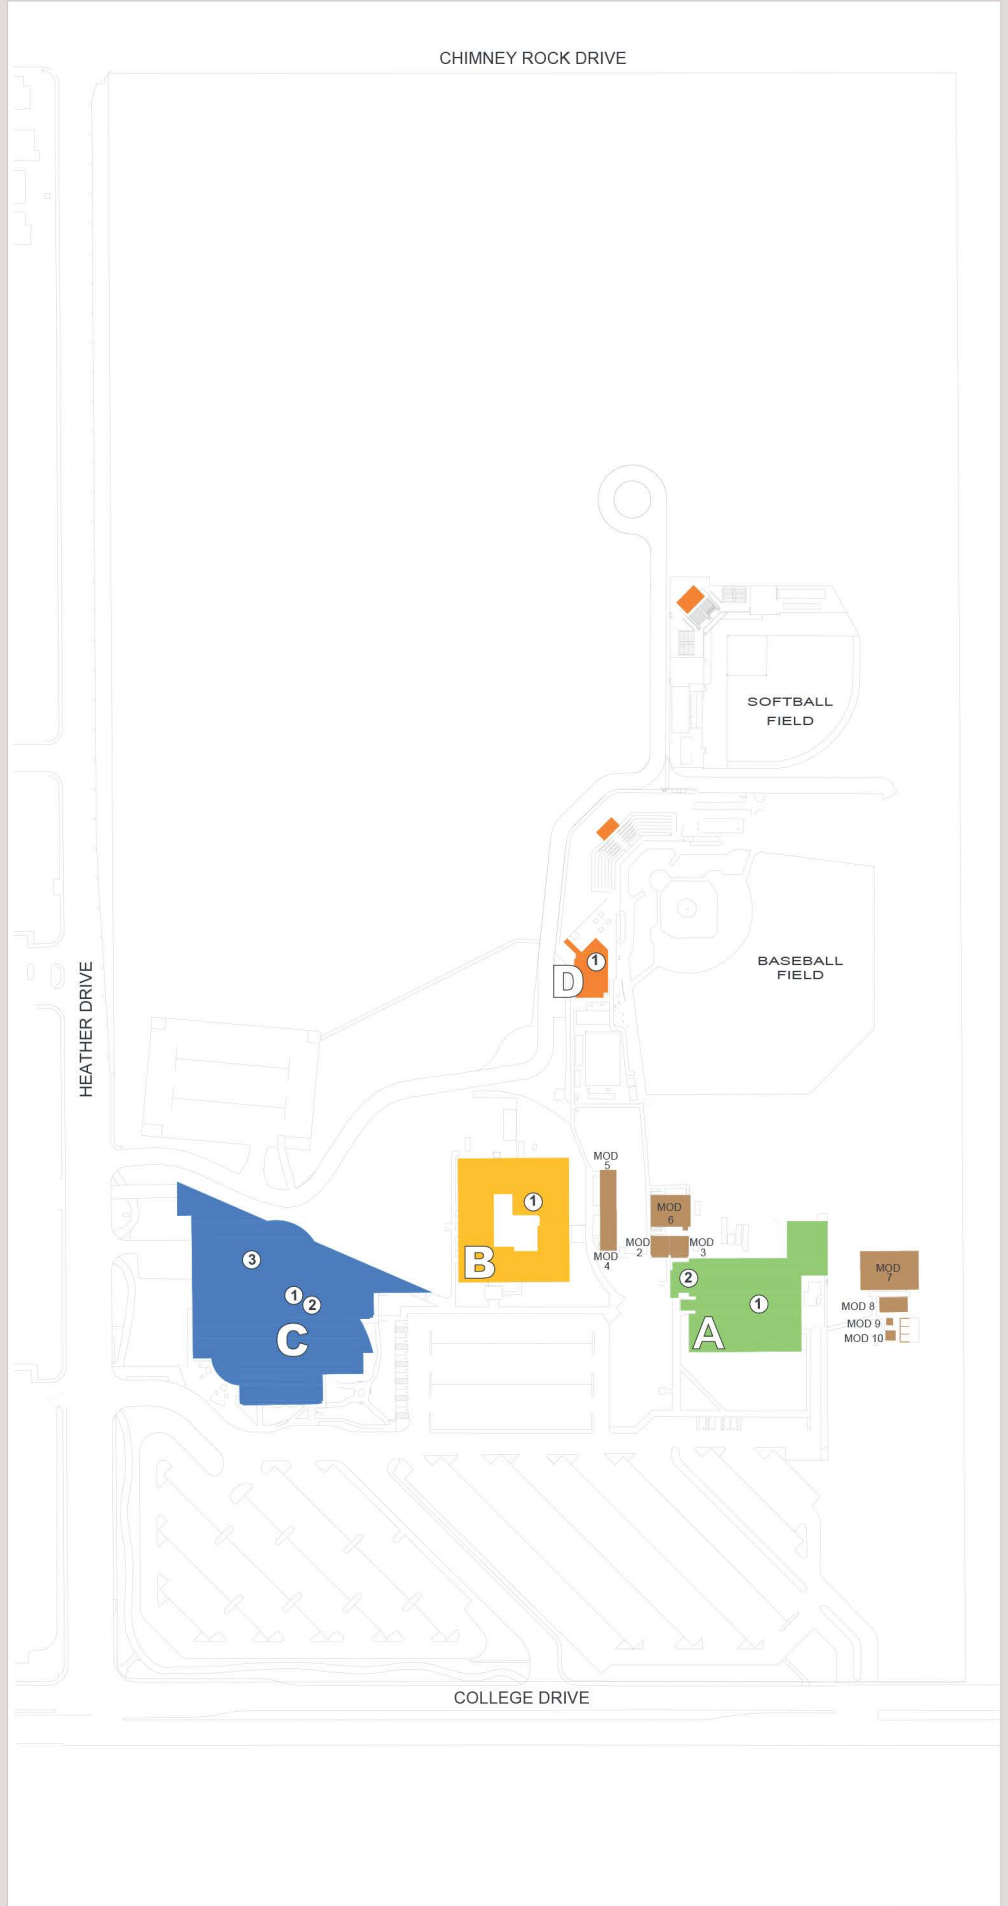 CHIMNEY ROCK DRIVE
SOFTBALL
FIELD
BASEBALL
FIELD
1
D
HEATHER DRIVE
MOD
5
MOD
4
1
B
MOD
6
MOD
2
MOD
3
2
1
A
MOD
7
MOD 8
MOD 9
MOD 10
3
1
2
C
COLLEGE DRIVE